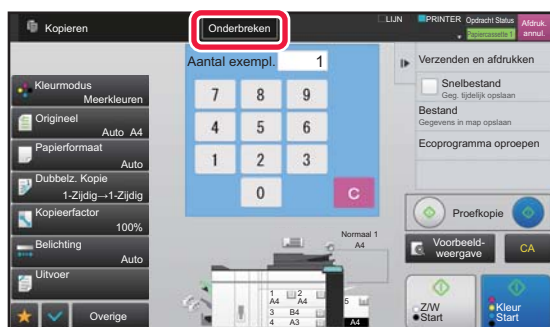 Kopieren
Onderbreken
LIJN
PRINTER
Opdracht Status
Papiercassette 1
Afdruk.
annul.
Kleurmodus
Meerkleuren
Origineel
Auto A4
Papierformaat
Auto
Dubbelz. Kopie
1-Zijdig→1-Zijdig
Kopieerfactor
100%
Belichting
Auto
Uitvoer
Overige
Aantal exempl. 1
7 8 9
4 5 6
1 2 3
0 C
Normaal 1
A4
1 2
A4 A4
3 B4
4 A3
5
A4
Verzenden en afdrukken
Snelbestand
Geg. tijdelijk opslaan
Bestand
Gegevens in map opslaan
Ecoprogramma oproepen
Proefkopie
Voorbeeld-
weergave
CA
Z/W
Start
Kleur
Start